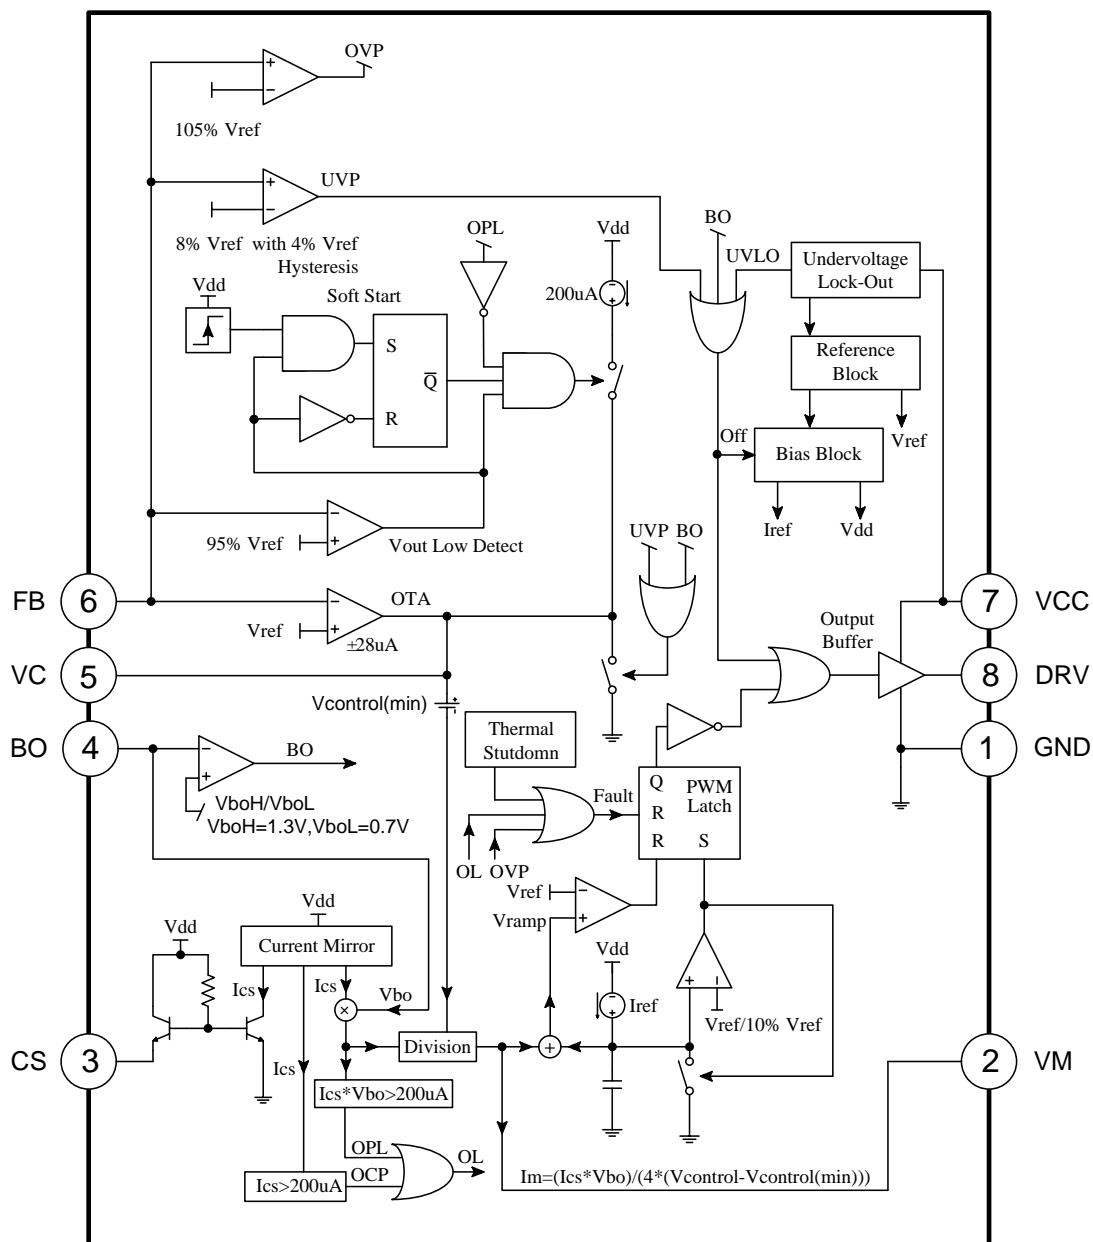 OVP
105% Vref
UVP
8% Vref with 4% Vref
Hysteresis
OPL
Vdd
BO
UVLO
Undervoltage
Lock-Out
200uA
Vdd
Soft Start
S
Q
R
Reference
Block
Off
Vref
Bias Block
Iref
Vdd
95% Vref
Vout Low Detect
UVP
BO
FB
6
OTA
Vref
±28uA
7
VCC
Output
Buffer
VC
5
8
DRV
Vcontrol(min)
Thermal
Stutdomn
BO
4
BO
1
GND
VboH/VboL
VboH=1.3V,VboL=0.7V
Fault
Q
PWM
Latch
R
R
S
OL
OVP
Vref
Vramp
Vdd
Vdd
Current Mirror
Ics
Ics
Vbo
×
Vdd
Iref
Vref/10% Vref
CS
3
Division
+
2
VM
Ics
Ics*Vbo>200uA
OPL
OL
OCP
Ics>200uA
Im=(Ics*Vbo)/(4*(Vcontrol-Vcontrol(min)))